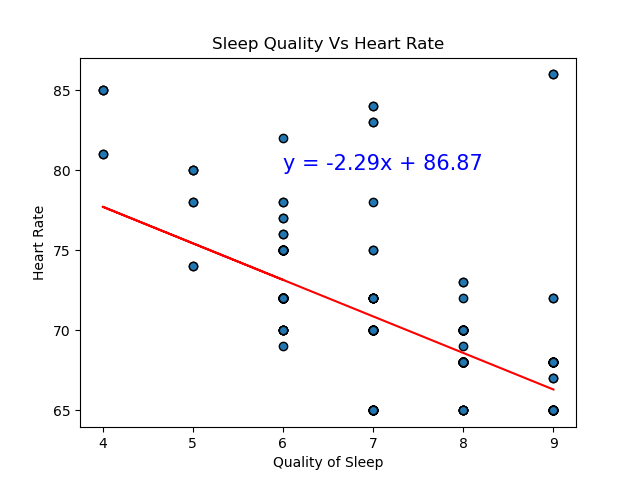 Sleep Quality Vs Heart Rate
85
80
75
70
65
Heart Rate
y = -2.29x + 86.87
4 5 6 7 8 9
Quality of Sleep